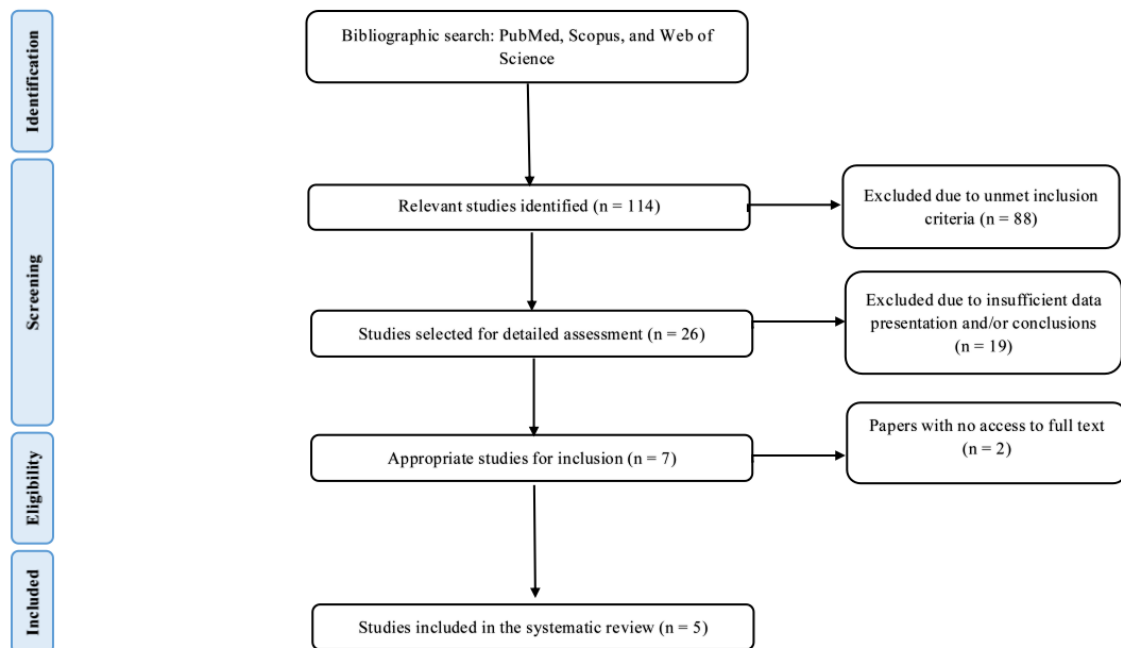 Identification
Bibliographic search: PubMed, Scopus, and Web of
Science
Screening
Relevant studies identified (n = 114)
Excluded due to unmet inclusion
criteria (n = 88)
Studies selected for detailed assessment (n = 26)
Excluded due to insufficient data
presentation and/or conclusions
(n = 19)
Eligibility
Appropriate studies for inclusion (n = 7)
Papers with no access to full text
(n = 2)
Included
Studies included in the systematic review (n = 5)